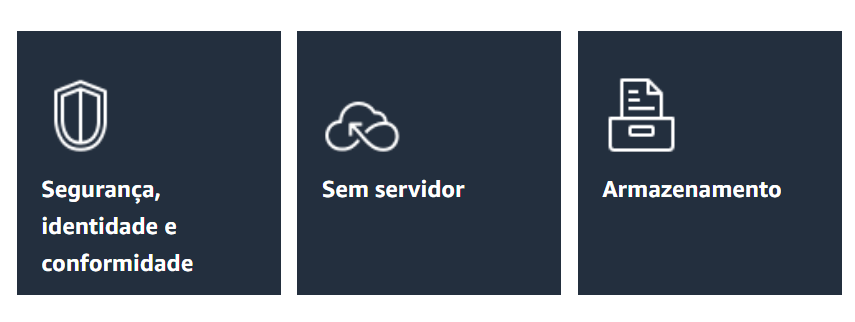 Segurança,
identidade e
conformidade
Sem servidor
Armazenamento